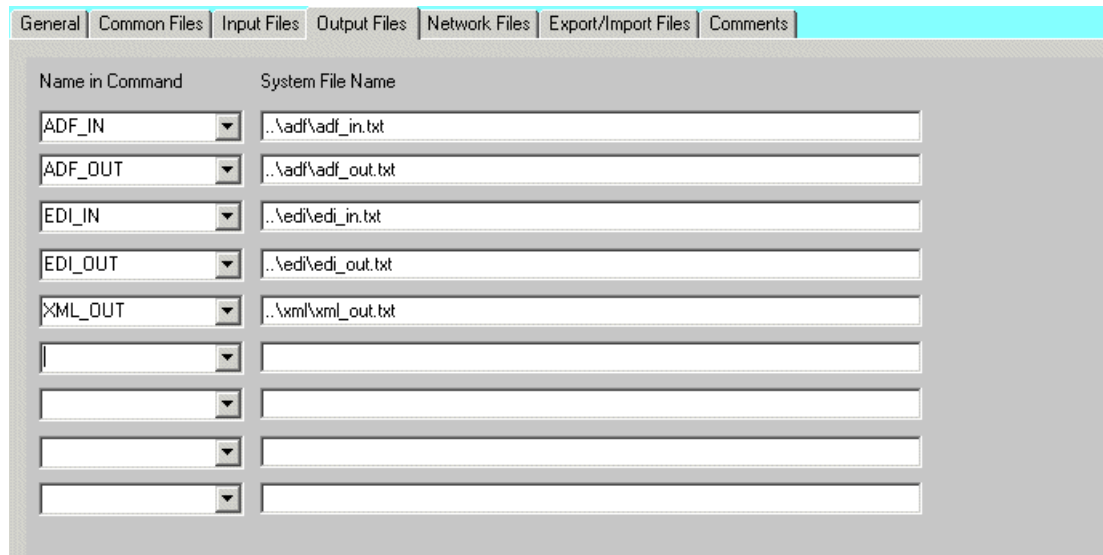 General Common Files Input Files Output Files Network Files Export/Import Files Comments
Name in Command System File Name
ADF_IN ..\adf\adf_in.txt
ADF_OUT ..\adf\adf_out.txt
EDI_IN ..\edi\edi_in.txt
EDI_OUT ..\edi\edi_out.txt
XML_OUT ..\xml\xml_out.txt